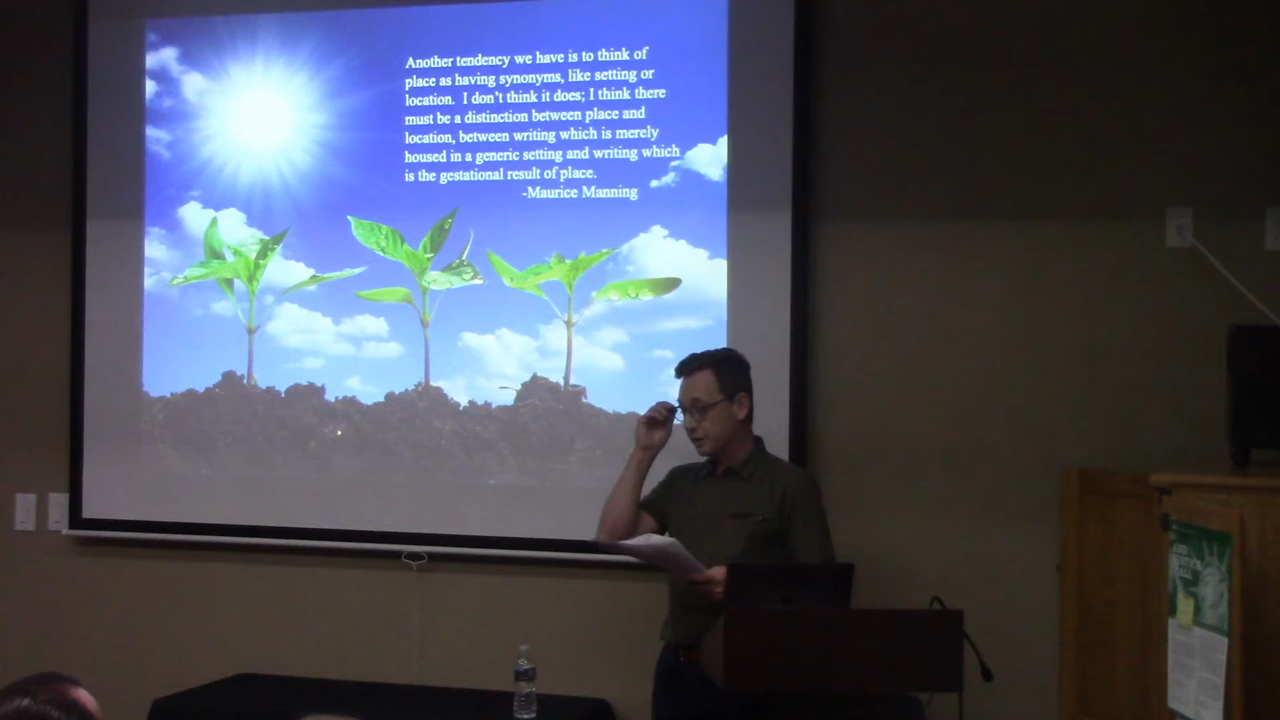 Another tendency we have is to think of
place as having synonyms, like setting or
location.  I don't think it does; I think there
must be a distinction between place and
location, between writing which is merely
housed in a generic setting and writing which
is the gestational result of place.
-Maurice Manning